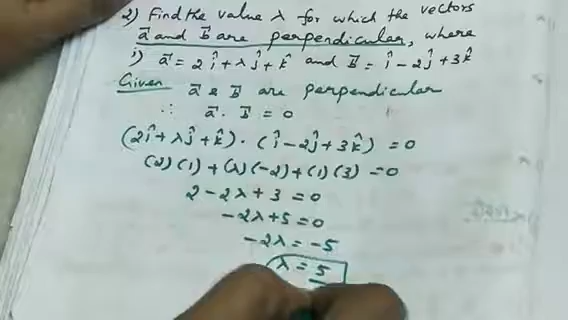 2) Find the value λ for which the vectors
a⃗ and b⃗ are perpendicular, where
i) a⃗ = 2î + λĵ + k̂ and b⃗ = î - 2ĵ + 3k̂
Given a⃗ & b⃗ are perpendicular
∴ a⃗ . b⃗ = 0
(2î + λĵ + k̂) . (î - 2ĵ + 3k̂) = 0
(2)(1) + (λ)(-2) + (1)(3) = 0
2 - 2λ + 3 = 0
-2λ + 5 = 0
-2λ = -5
λ = 5